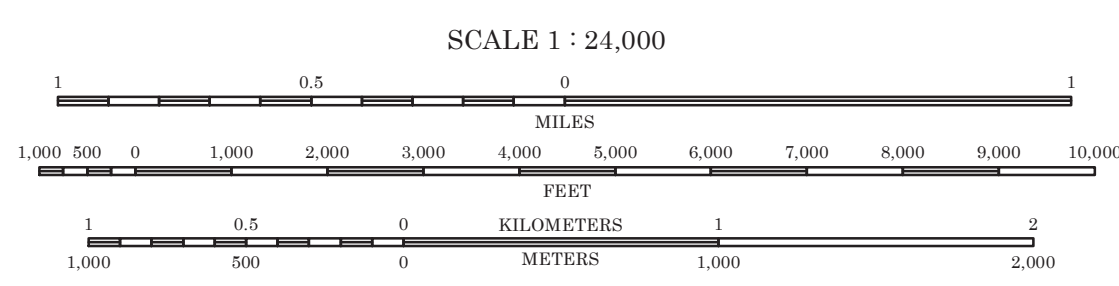 SCALE 1 : 24,000
1 0.5 0 1
MILES
1,000 500 0 1,000 2,000 3,000 4,000 5,000 6,000 7,000 8,000 9,000 10,000
FEET
1 0.5 0 KILOMETERS 1 2
1,000 500 0 METERS 1,000 2,000